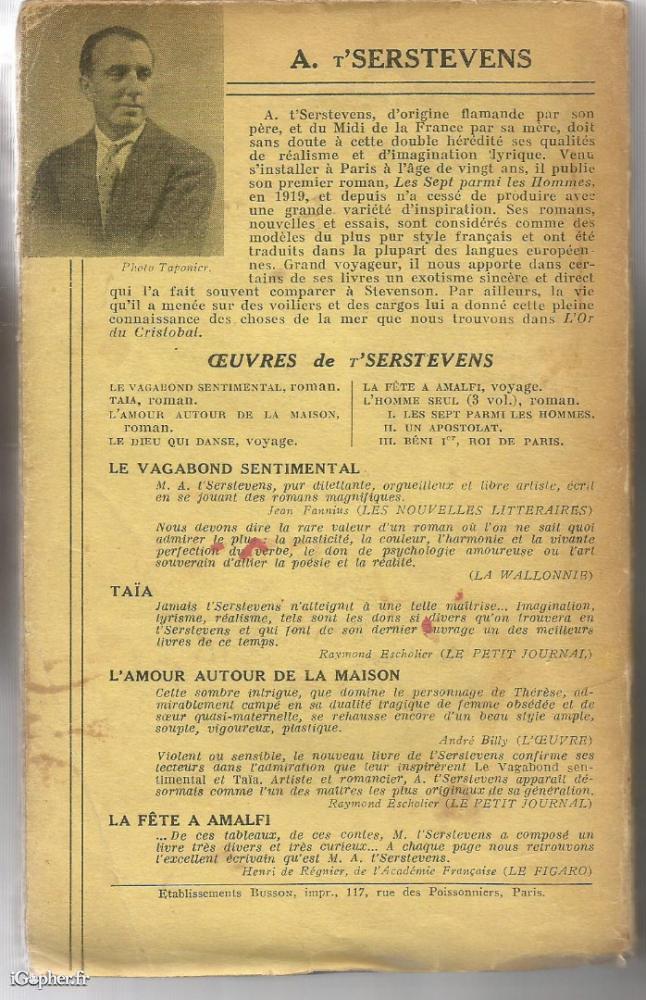 A. T'SERSTEVENS
A. t'Serstevens, d'origine flamande par son
père, et du Midi de la France par sa mère, doit
sans doute à cette double hérédité ses qualités
de réalisme et d'imagination lyrique. Venu
s'installer à Paris à l'âge de vingt ans, il publie
son premier roman, Les Sept parmi les Hommes,
en 1919, et depuis n'a cessé de produire avec
une grande variété d'inspiration. Ses romans,
nouvelles et essais, sont considérés comme des
modèles du plus pur style français et ont été
traduits dans la plupart des langues européen-
nes. Grand voyageur, il nous apporte dans cer-
tains de ses livres un exotisme sincère et direct
qui l'a fait souvent comparer à Stevenson. Par ailleurs, la vie
qu'il a menée sur des voiliers et des cargos lui a donné cette pleine
connaissance des choses de la mer que nous trouvons dans L'Or
du Cristobal.
Photo Taponier.
ŒUVRES de T'SERSTEVENS
LE VAGABOND SENTIMENTAL, roman.
TAIA, roman.
L'AMOUR AUTOUR DE LA MAISON,
roman.
LE DIEU QUI DANSE, voyage.
LA FÊTE A AMALFI, voyage.
L'HOMME SEUL (3 vol.), roman.
I. LES SEPT PARMI LES HOMMES.
II. UN APOSTOLAT.
III. BÉNI Ier, ROI DE PARIS.
LE VAGABOND SENTIMENTAL
M. A. t'Serstevens, pur dilettante, orgueilleux et libre artiste, écrit
en se jouant des romans magnifiques.
Jean Fannius (LES NOUVELLES LITTERAIRES)
Nous devons dire la rare valeur d'un roman où l'on ne sait quoi
admirer le plus : la plasticité, la couleur, l'harmonie et la vivante
perfection du verbe, le don de psychologie amoureuse ou l'art
souverain d'allier la poésie et la réalité.
(LA WALLONNIE)
TAÏA
Jamais t'Serstevens n'atteignit à une telle maîtrise... Imagination,
lyrisme, réalisme, tels sont les dons si divers qu'on trouvera en
t'Serstevens et qui font de son dernier ouvrage un des meilleurs
livres de ce temps.
Raymond Escholier (LE PETIT JOURNAL)
L'AMOUR AUTOUR DE LA MAISON
Cette sombre intrigue, que domine le personnage de Thérèse, ad-
mirablement campé en sa dualité tragique de femme obsédée et de
sœur quasi-maternelle, se rehausse encore d'un beau style ample,
souple, vigoureux, plastique.
André Billy (L'ŒUVRE)
Violent ou sensible, le nouveau livre de t'Serstevens confirme ses
lecteurs dans l'admiration que leur inspirèrent Le Vagabond sen-
timental et Taïa. Artiste et romancier, A. t'Serstevens apparaît dé-
sormais comme l'un des maîtres les plus originaux de sa génération.
Raymond Escholier (LE PETIT JOURNAL)
LA FÊTE A AMALFI
...De ces tableaux, de ces contes, M. t'Serstevens a composé un
livre très divers et très curieux... A chaque page nous retrouvons
l'excellent écrivain qu'est M. A. t'Serstevens.
Henri de Régnier, de l'Académie Française (LE FIGARO)
Etablissements BUSSON, impr., 117, rue des Poissonniers, Paris.
iGopher.fr